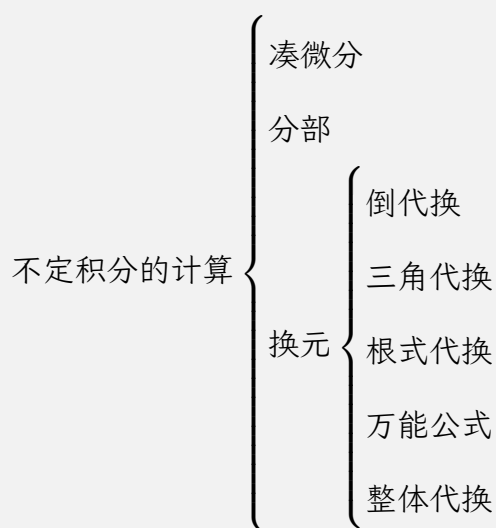 不定积分的计算
凑微分
分部
换元
倒代换
三角代换
根式代换
万能公式
整体代换